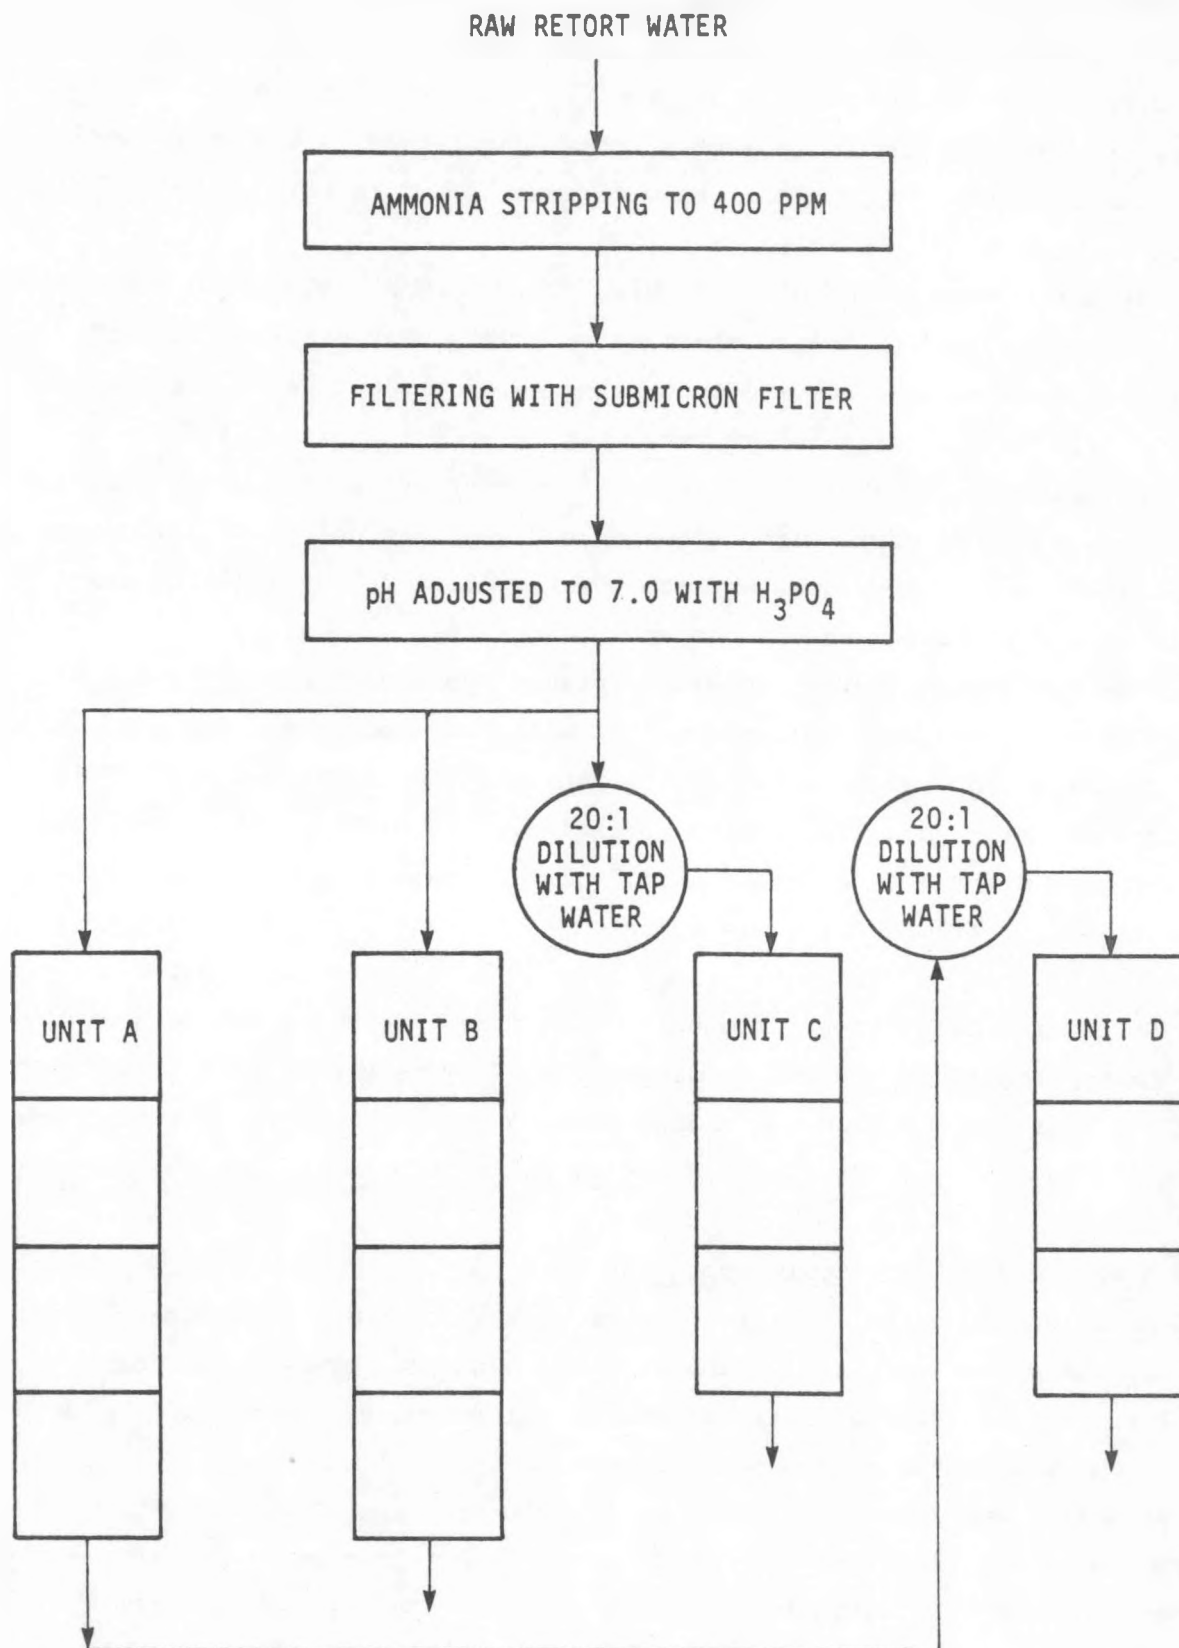 RAW RETORT WATER
AMMONIA STRIPPING TO 400 PPM
FILTERING WITH SUBMICRON FILTER
pH ADJUSTED TO 7.0 WITH H₃PO₄
20:1
DILUTION
WITH TAP
WATER
20:1
DILUTION
WITH TAP
WATER
UNIT A
UNIT B
UNIT C
UNIT D